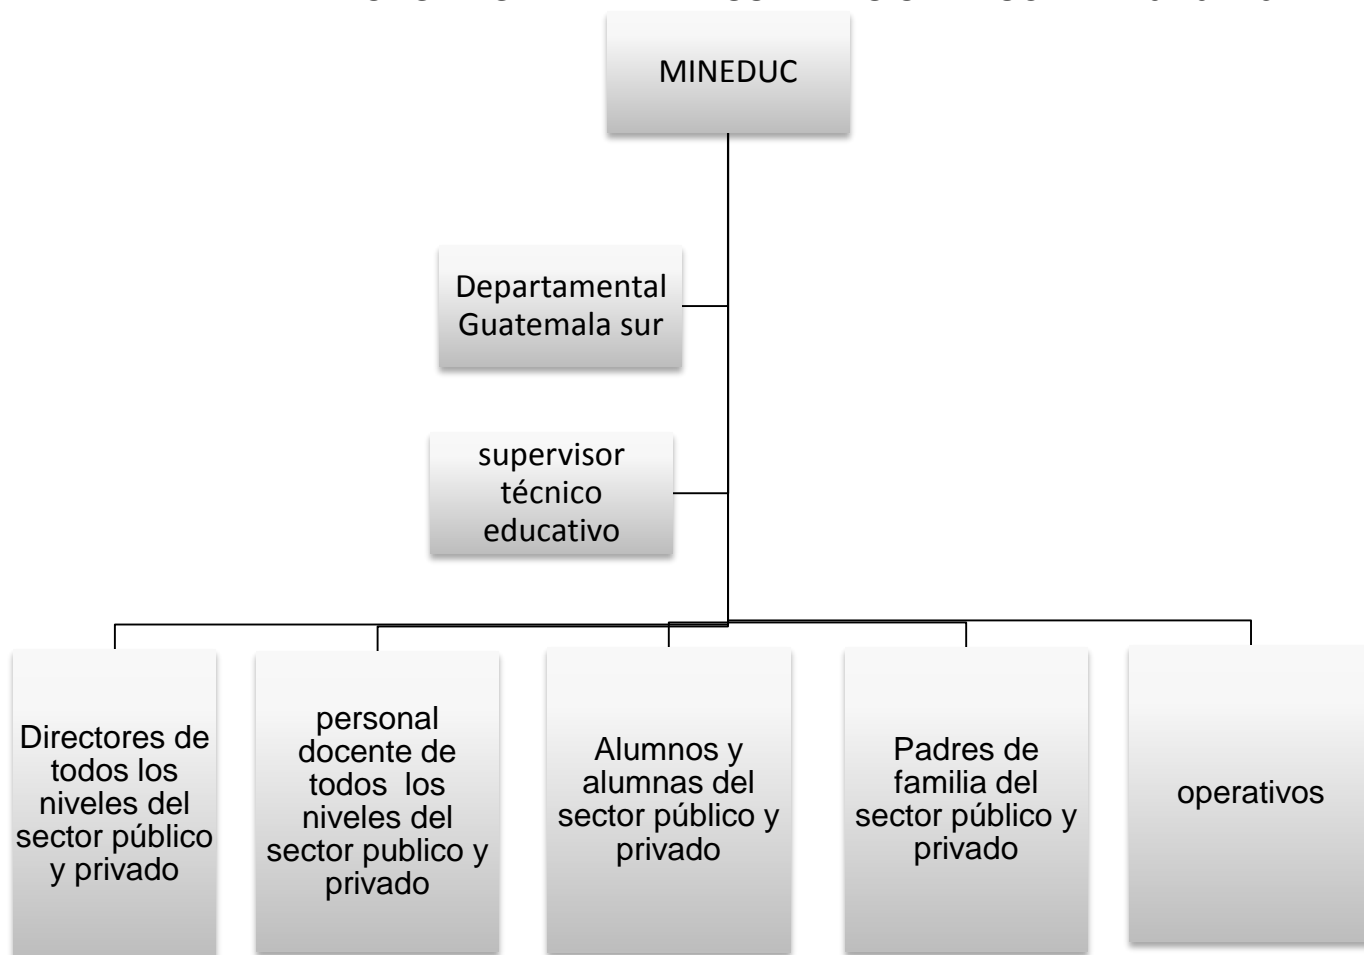 MINEDUC
Departamental
Guatemala sur
supervisor
técnico
educativo
Directores de
todos los
niveles del
sector público
y privado
personal
docente de
todos  los
niveles del
sector publico y
privado
Alumnos y
alumnas del
sector público y
privado
Padres de
familia del
sector público y
privado
operativos